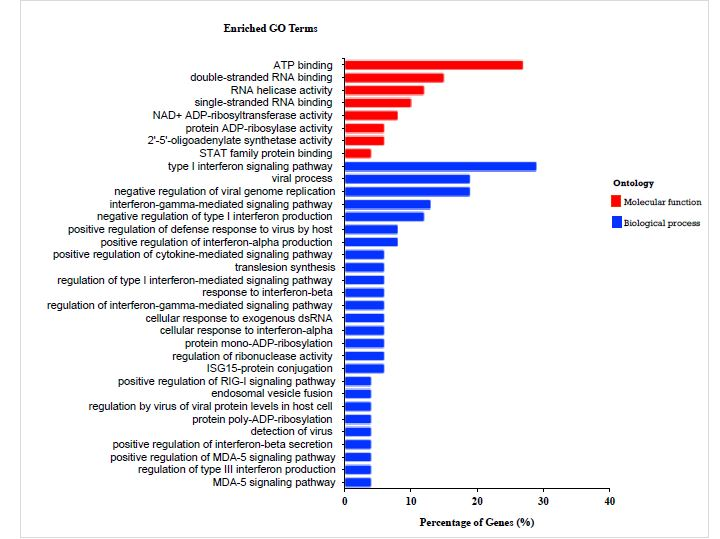 Enriched GO Terms
ATP binding
double-stranded RNA binding
RNA helicase activity
single-stranded RNA binding
NAD+ ADP-ribosyltransferase activity
protein ADP-ribosylase activity
2'-5'-oligoadenylate synthetase activity
STAT family protein binding
type I interferon signaling pathway
viral process
negative regulation of viral genome replication
interferon-gamma-mediated signaling pathway
negative regulation of type I interferon production
positive regulation of defense response to virus by host
positive regulation of interferon-alpha production
positive regulation of cytokine-mediated signaling pathway
translesion synthesis
regulation of type I interferon-mediated signaling pathway
response to interferon-beta
regulation of interferon-gamma-mediated signaling pathway
cellular response to exogenous dsRNA
cellular response to interferon-alpha
protein mono-ADP-ribosylation
regulation of ribonuclease activity
ISG15-protein conjugation
positive regulation of RIG-I signaling pathway
endosomal vesicle fusion
regulation by virus of viral protein levels in host cell
protein poly-ADP-ribosylation
detection of virus
positive regulation of interferon-beta secretion
positive regulation of MDA-5 signaling pathway
regulation of type III interferon production
MDA-5 signaling pathway
0 10 20 30 40
Percentage of Genes (%)
Ontology
Molecular function
Biological process